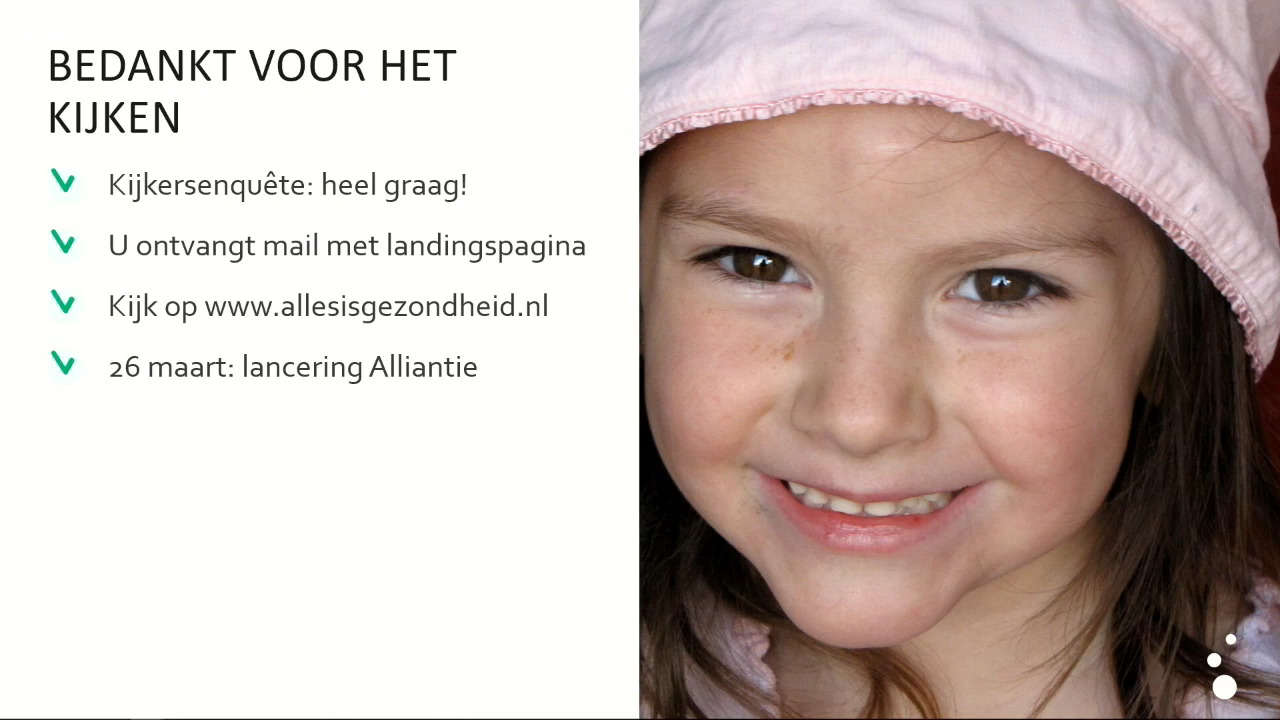 BEDANKT VOOR HET
KIJKEN
Kijkersenquête: heel graag!
U ontvangt mail met landingspagina
Kijk op www.allesisgezondheid.nl
26 maart: lancering Alliantie